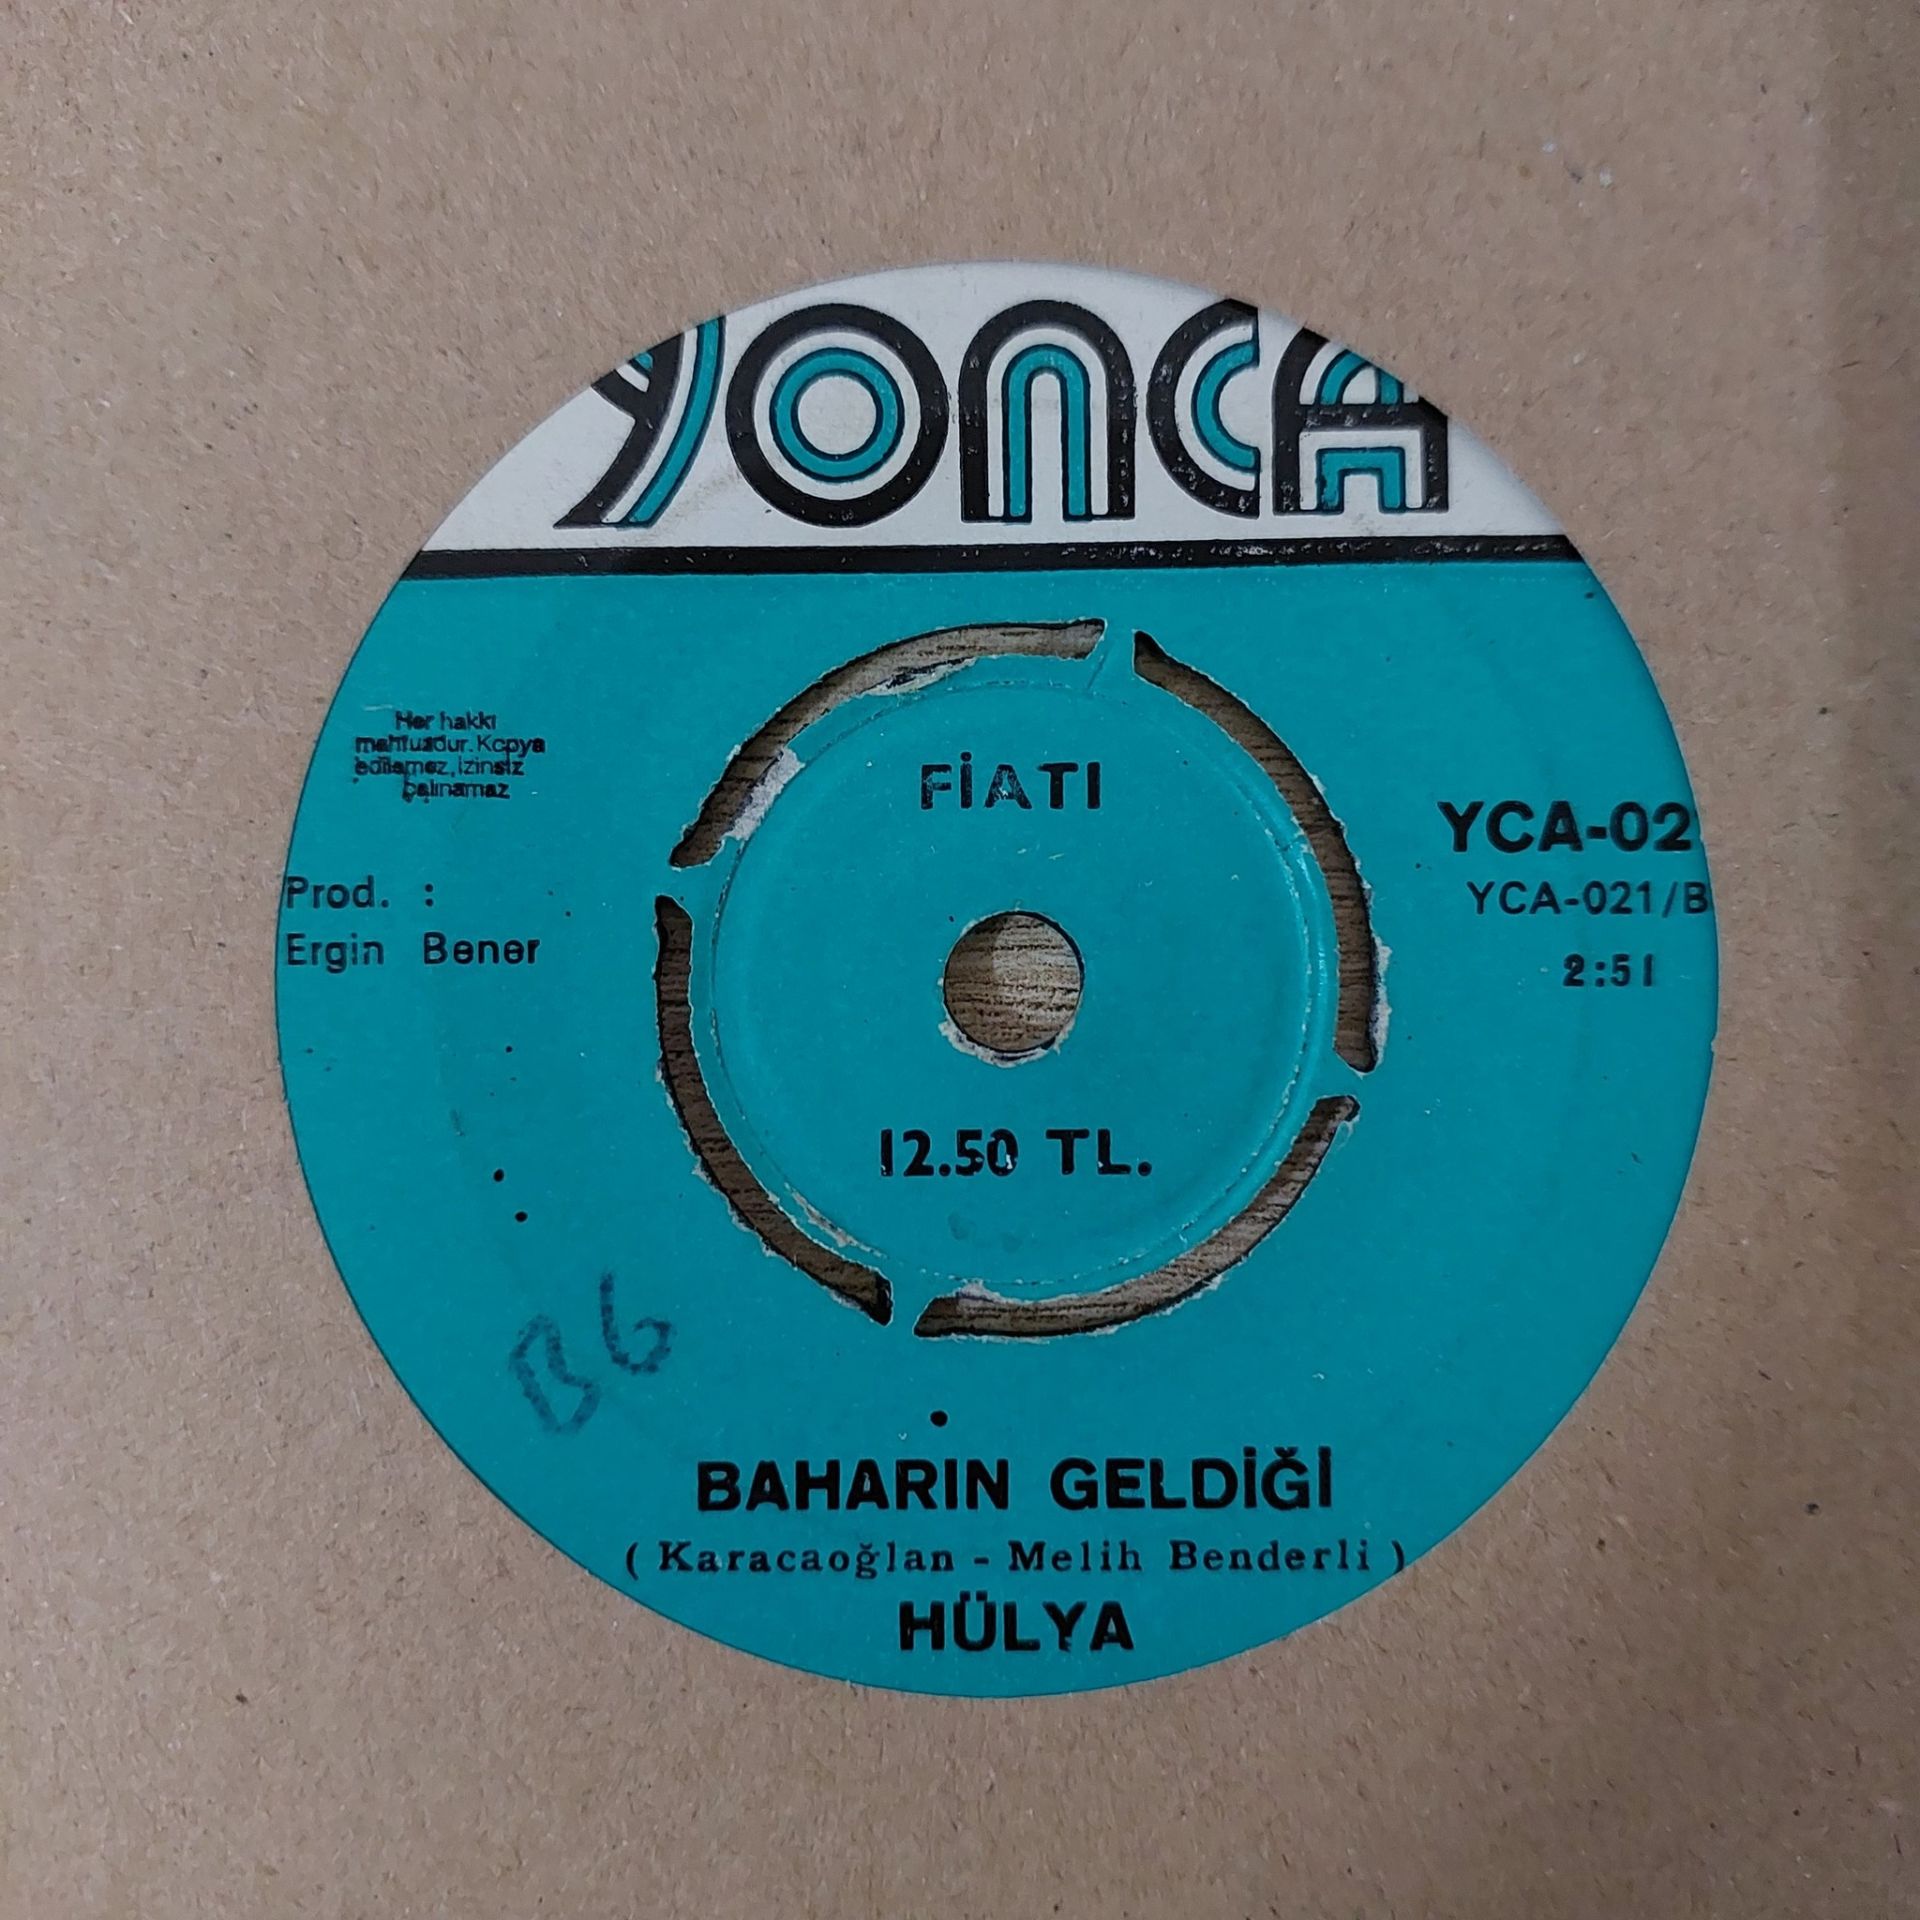 YONCA
Her hakkı
mahfuzdur. Kopya
edilemez, izinsiz
çalınamaz
FİATI
YCA-02
Prod. :
YCA-021/B
Ergin Bener
2:51
12.50 TL.
B6
BAHARIN GELDİĞİ
( Karacaoğlan - Melih Benderli )
HÜLYA